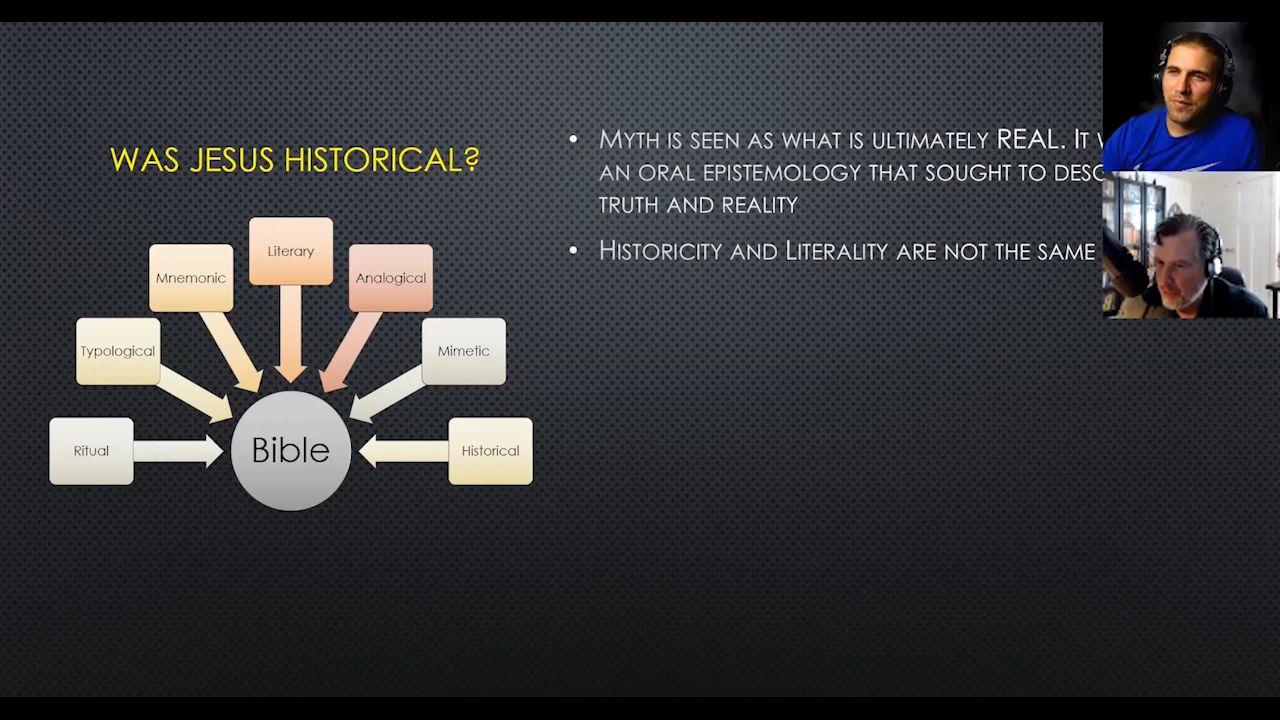 WAS JESUS HISTORICAL?
Literary
Mnemonic
Analogical
Typological
Mimetic
Ritual
Bible
Historical
• MYTH IS SEEN AS WHAT IS ULTIMATELY REAL. IT
AN ORAL EPISTEMOLOGY THAT SOUGHT TO
TRUTH AND REALITY
• HISTORICITY AND LITERALITY ARE NOT THE SAME